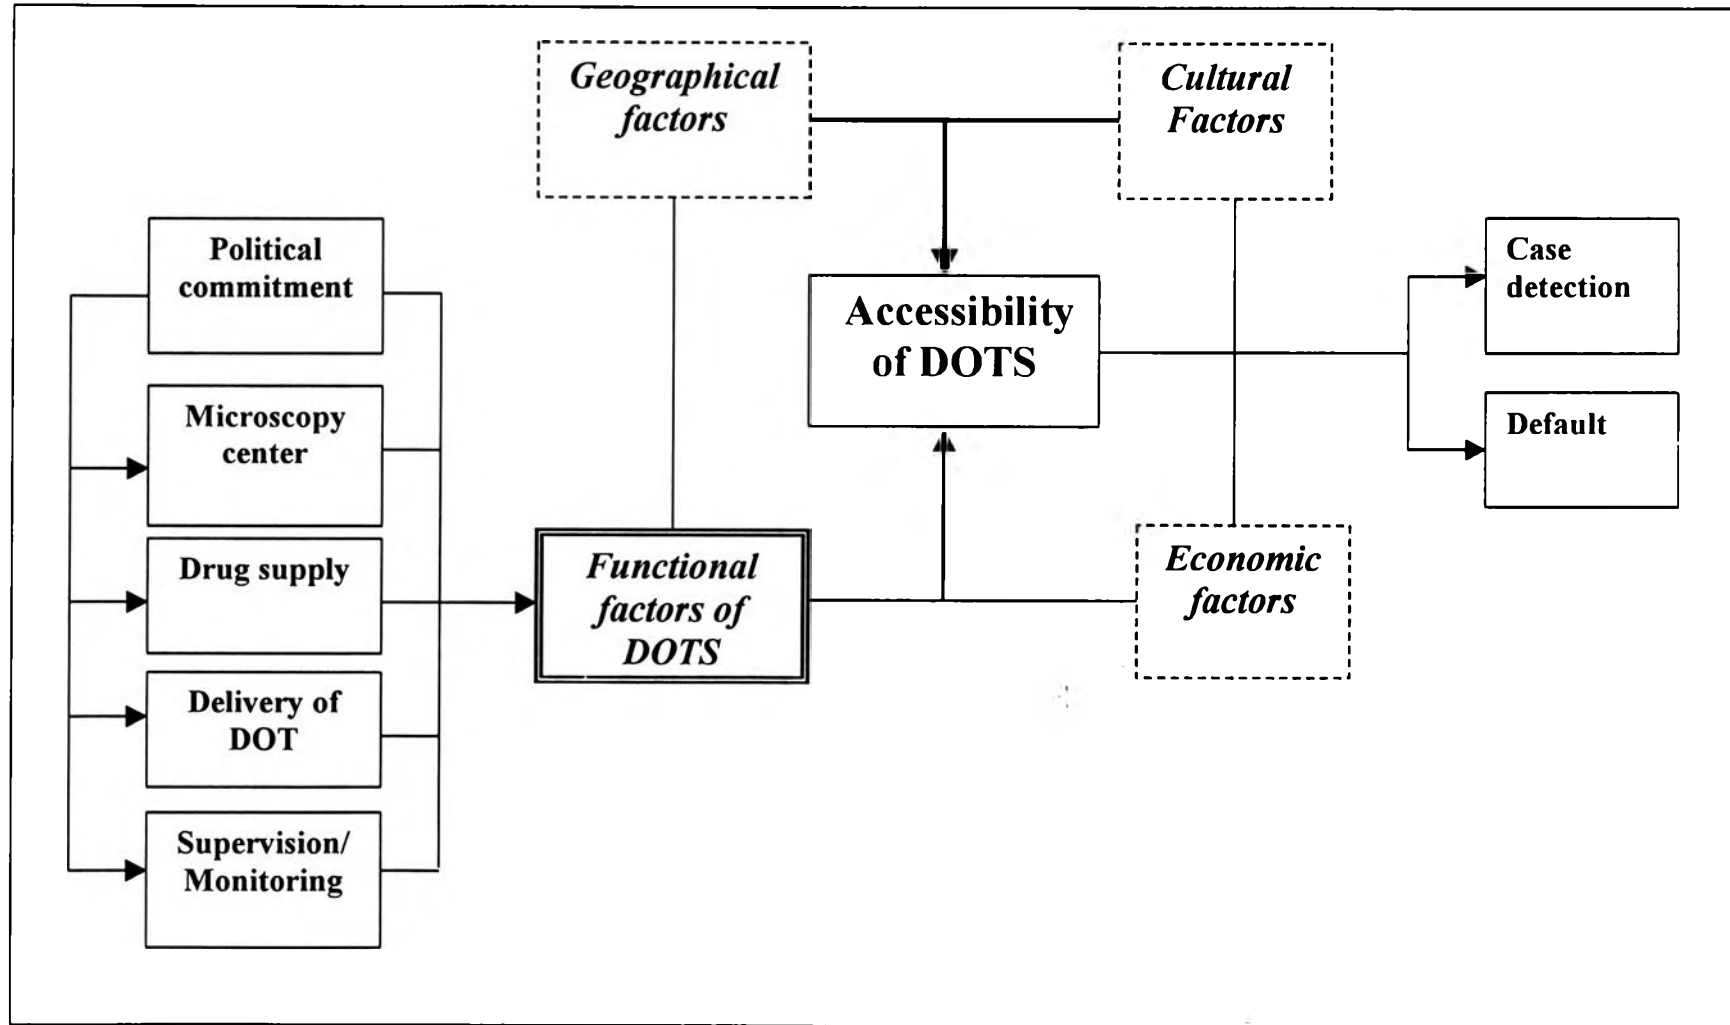 Geographical
factors
Cultural
Factors
Political
commitment
Microscopy
center
Drug supply
Delivery of
DOT
Supervision/
Monitoring
Functional
factors of
DOTS
Accessibility
of DOTS
Economic
factors
Case
detection
Default